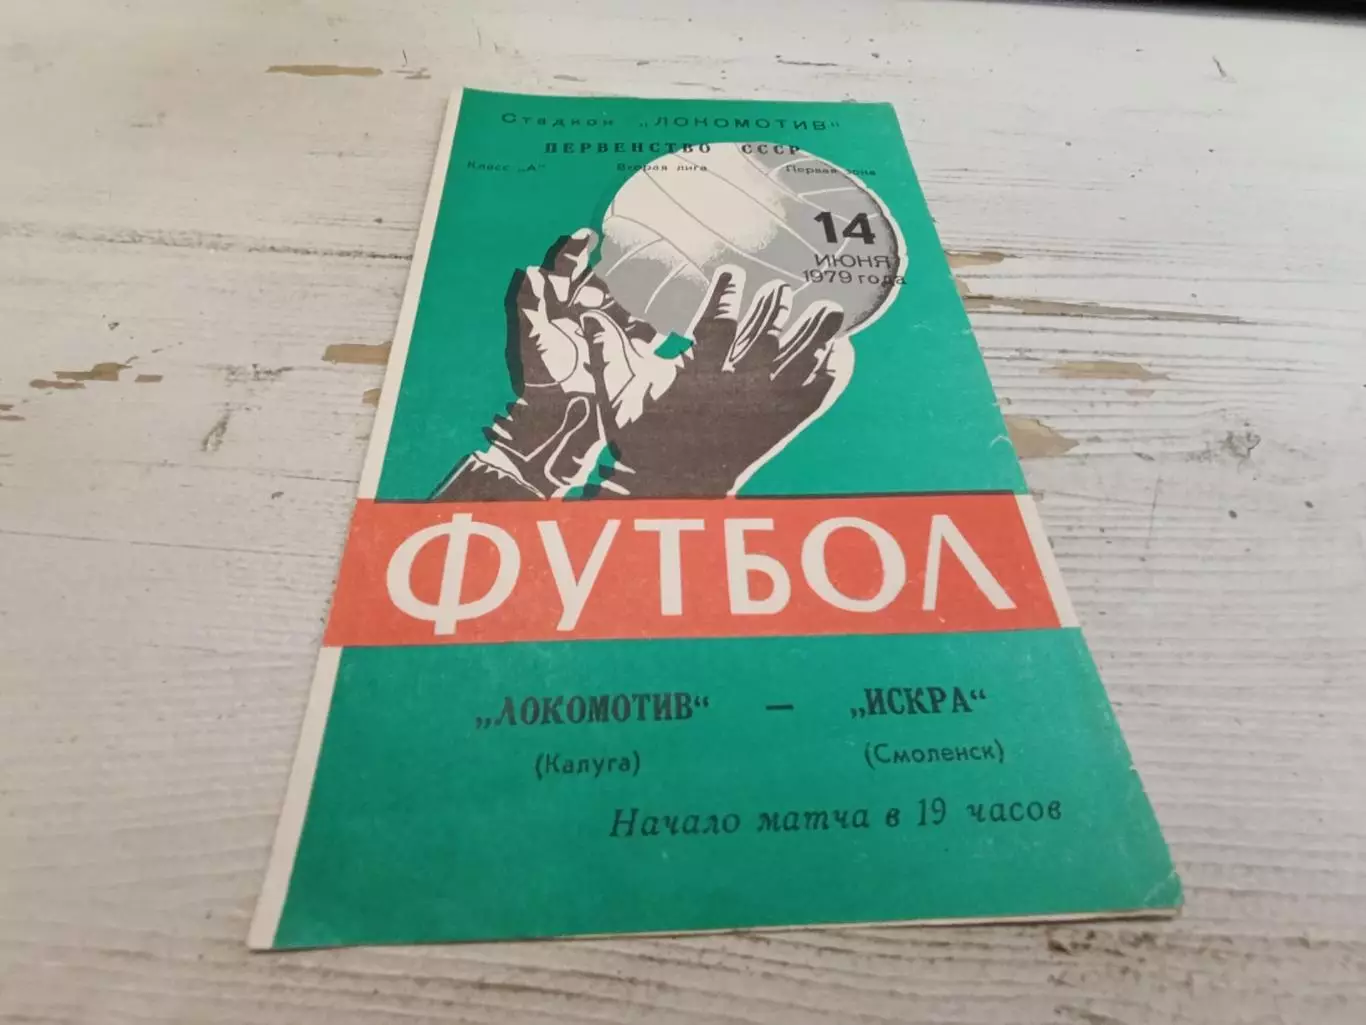 Стадион „ЛОКОМОТИВ“
ПЕРВЕНСТВО СССР
Класс „А“ Вторая лига Первая зона
14
ИЮНЯ
1979 года
ФУТБОЛ
„ЛОКОМОТИВ“ — „ИСКРА“
(Калуга) (Смоленск)
Начало матча в 19 часов